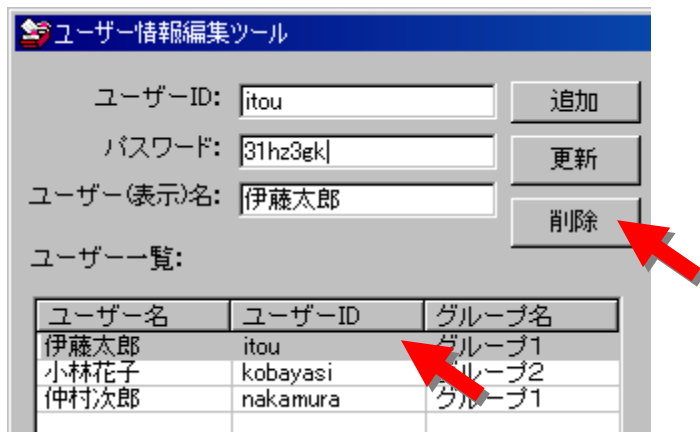 ユーザー情報編集ツール
ユーザーID: itou 追加
パスワード: 31hz3gk 更新
ユーザー(表示)名: 伊藤太郎 削除
ユーザー一覧:
ユーザー名 ユーザーID グループ名
伊藤太郎 itou グループ1
小林花子 kobayasi グループ2
仲村次郎 nakamura グループ1